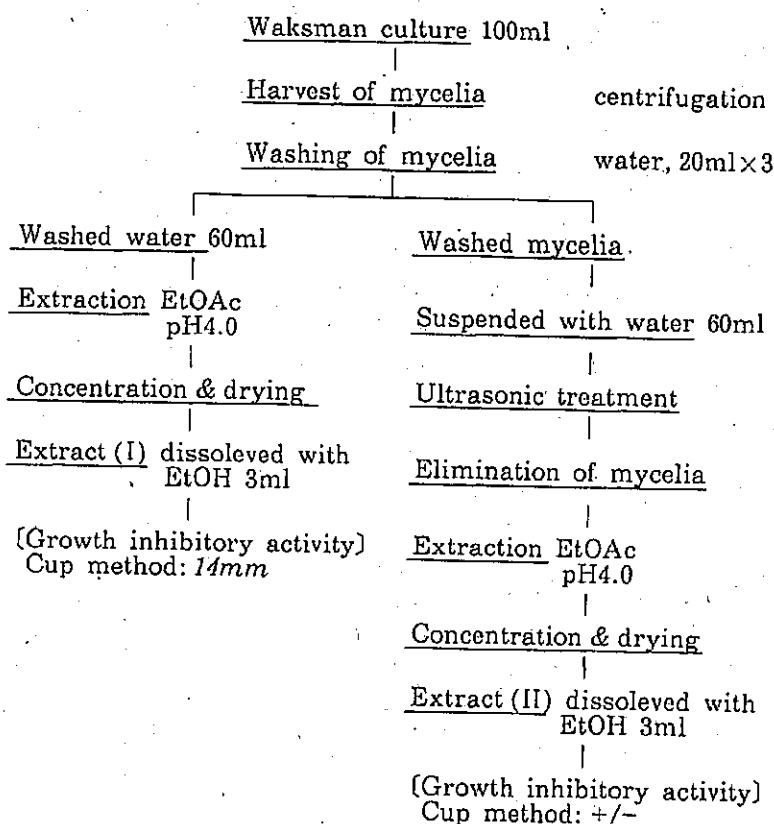 Waksman culture 100ml
Harvest of mycelia centrifugation
Washing of mycelia water, 20ml×3
Washed water 60ml
Extraction EtOAc
pH4.0
Concentration & drying
Extract (I) dissoleved with
EtOH 3ml
(Growth inhibitory activity)
Cup method: 14mm
Washed mycelia
Suspended with water 60ml
Ultrasonic treatment
Elimination of mycelia
Extraction EtOAc
pH4.0
Concentration & drying
Extract (II) dissoleved with
EtOH 3ml
(Growth inhibitory activity)
Cup method: +/−